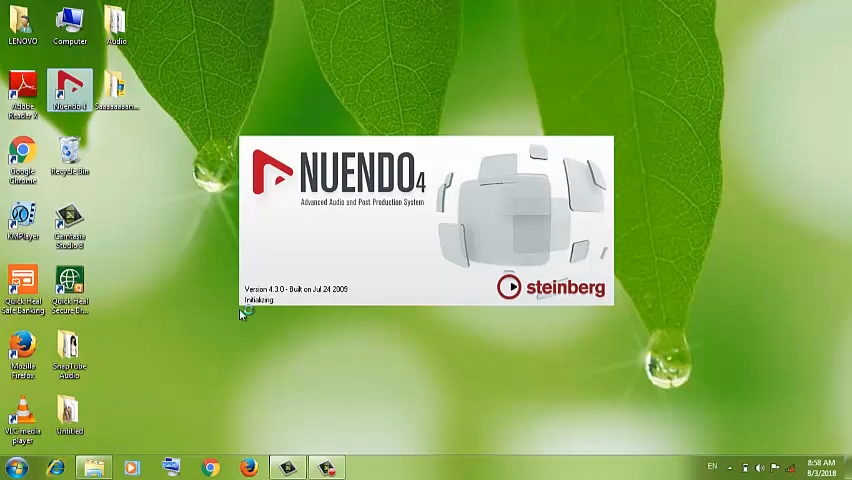 LENOVO
Computer
Audio
Adobe
Reader X
Nuendo 4
Saaaaaaan...
Google
Chrome
Recycle Bin
KMPlayer
Camtasia
Studio 8
Quick Heal
Safe Banking
Quick Heal
Secure Br...
Mozilla
Firefox
SnapTube
Audio
VLC media
player
Untitled
NUENDO4
Advanced Audio and Post Production System
Version 4.3.0 - Built on Jul 24 2009
Initializing.
steinberg
EN
8:58 AM
8/3/2018